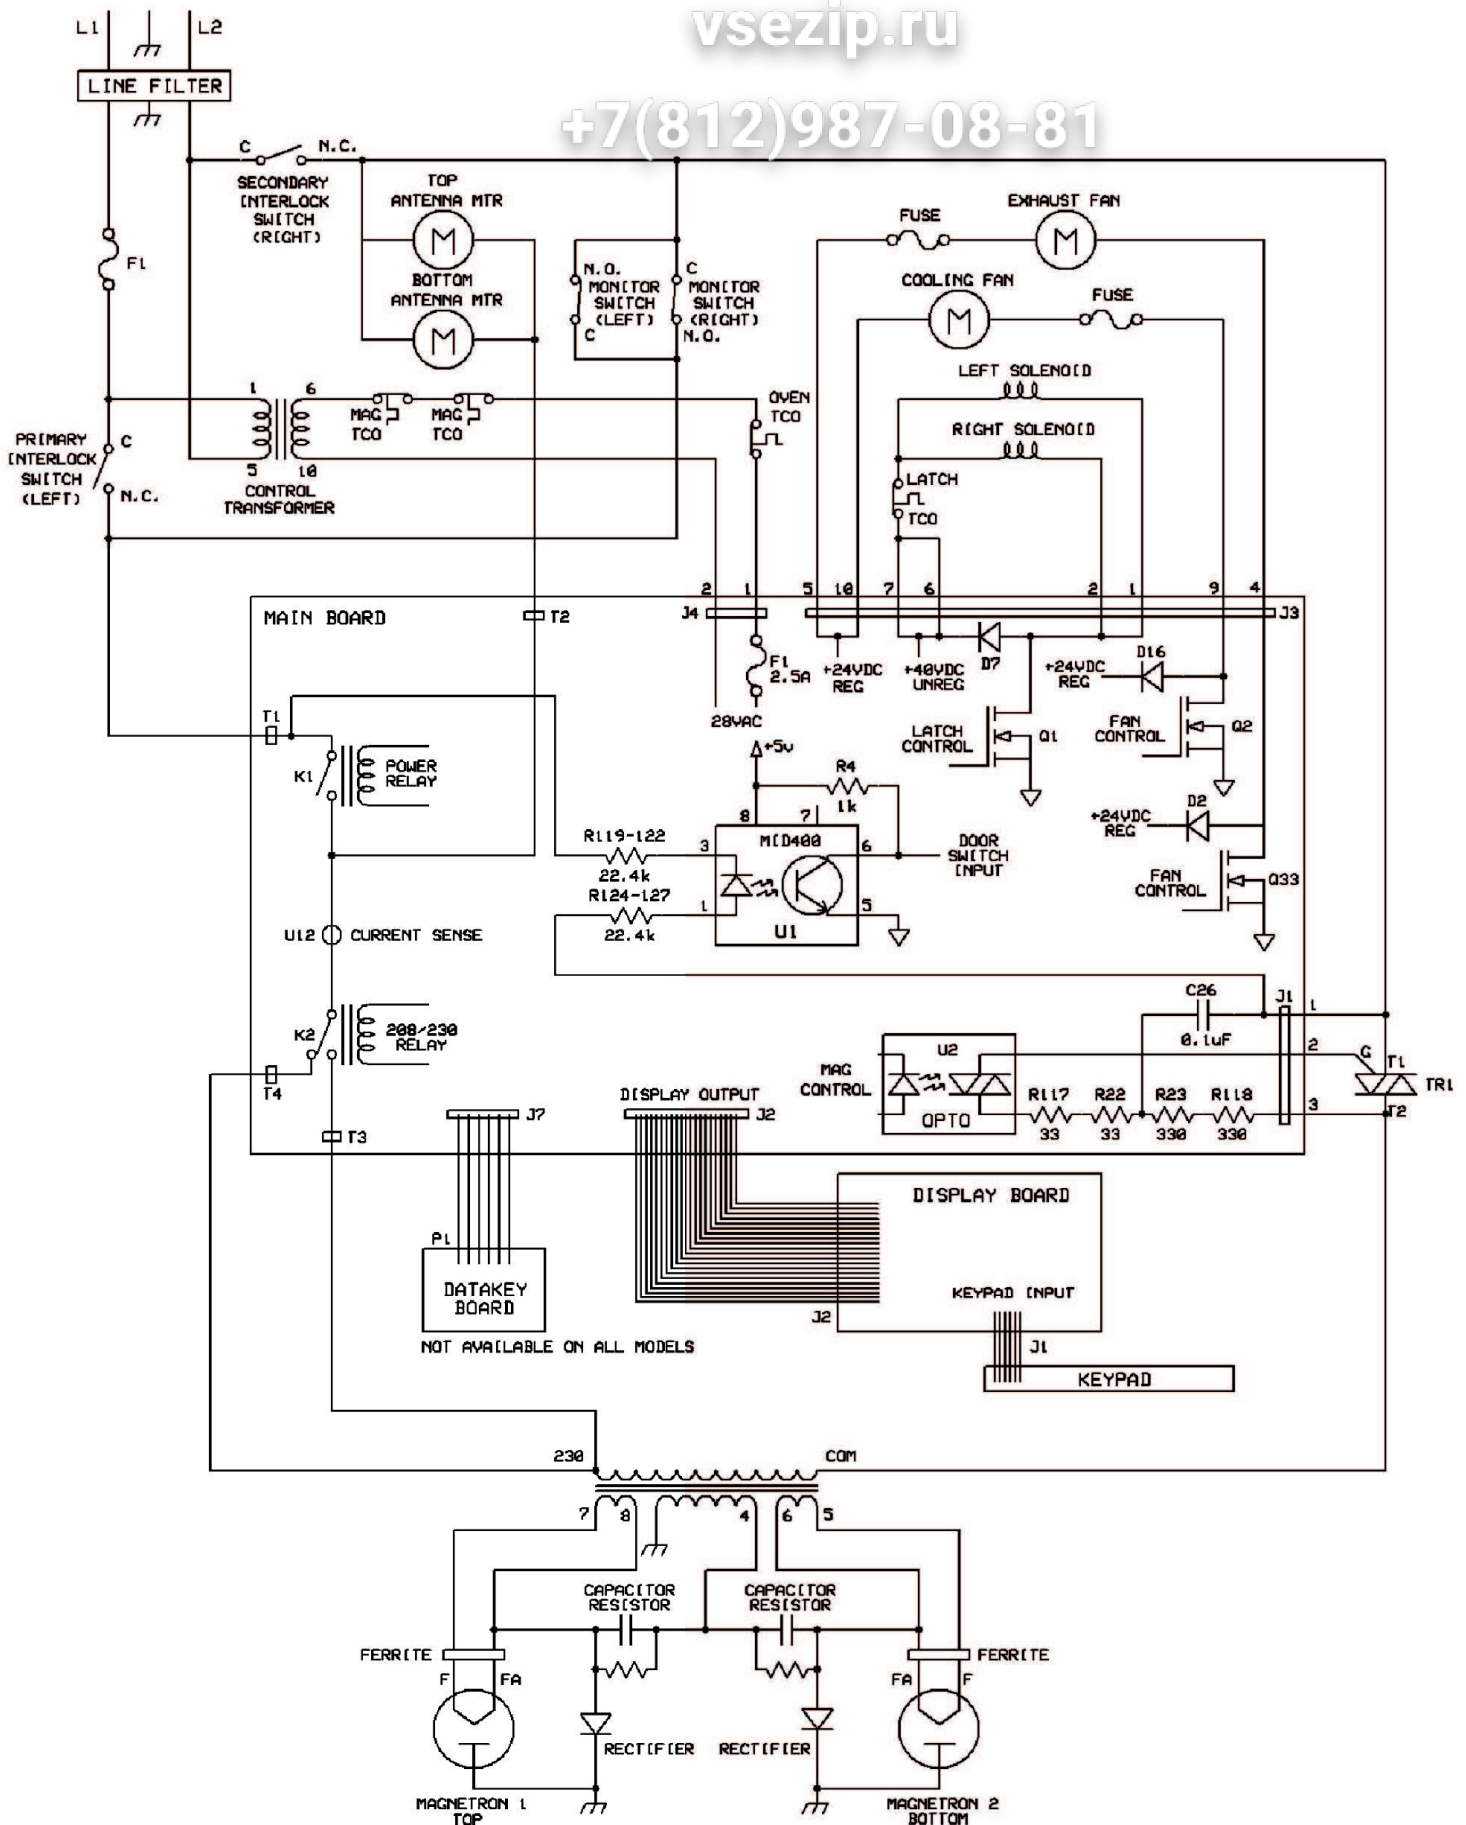 vsezip.ru
+7(812)987-08-81
L1
L2
LINE FILTER
C
N.C.
SECONDARY
INTERLOCK
SWITCH
(RIGHT)
TOP
ANTENNA MTR
M
BOTTOM
ANTENNA MTR
M
F1
N.O.
MONITOR
SWITCH
(LEFT)
C
C
MONITOR
SWITCH
(RIGHT)
N.O.
FUSE
EXHAUST FAN
M
COOLING FAN
M
FUSE
LEFT SOLENOID
RIGHT SOLENOID
LATCH
TCO
1
6
MAG
TCO
MAG
TCO
OVEN
TCO
5
10
CONTROL
TRANSFORMER
PRIMARY
INTERLOCK
SWITCH
(LEFT)
C
N.C.
MAIN BOARD
T2
J4
2
1
5
10
7
6
2
1
9
4
J3
F1
2.5A
28VAC
+24VDC
REG
+40VDC
UNREG
D7
+24VDC
REG
D16
LATCH
CONTROL
Q1
FAN
CONTROL
Q2
+24VDC
REG
D2
FAN
CONTROL
Q33
T1
K1
POWER
RELAY
+5v
R4
1k
8
7
MID400
3
6
1
5
U1
DOOR
SWITCH
INPUT
R119-122
22.4k
R124-127
22.4k
U12
CURRENT SENSE
K2
208/230
RELAY
T4
T3
C26
0.1uF
J1
1
2
3
U2
MAG
CONTROL
OPTO
R117
33
R22
33
R23
330
R118
330
G
T1
TR1
T2
J7
DISPLAY OUTPUT
J2
P1
DATAKEY
BOARD
NOT AVAILABLE ON ALL MODELS
DISPLAY BOARD
KEYPAD INPUT
J2
J1
KEYPAD
230
COM
7
8
4
6
5
CAPACITOR
RESISTOR
CAPACITOR
RESISTOR
FERRITE
F
FA
FERRITE
FA
F
RECTIFIER
RECTIFIER
MAGNETRON 1
TOP
MAGNETRON 2
BOTTOM